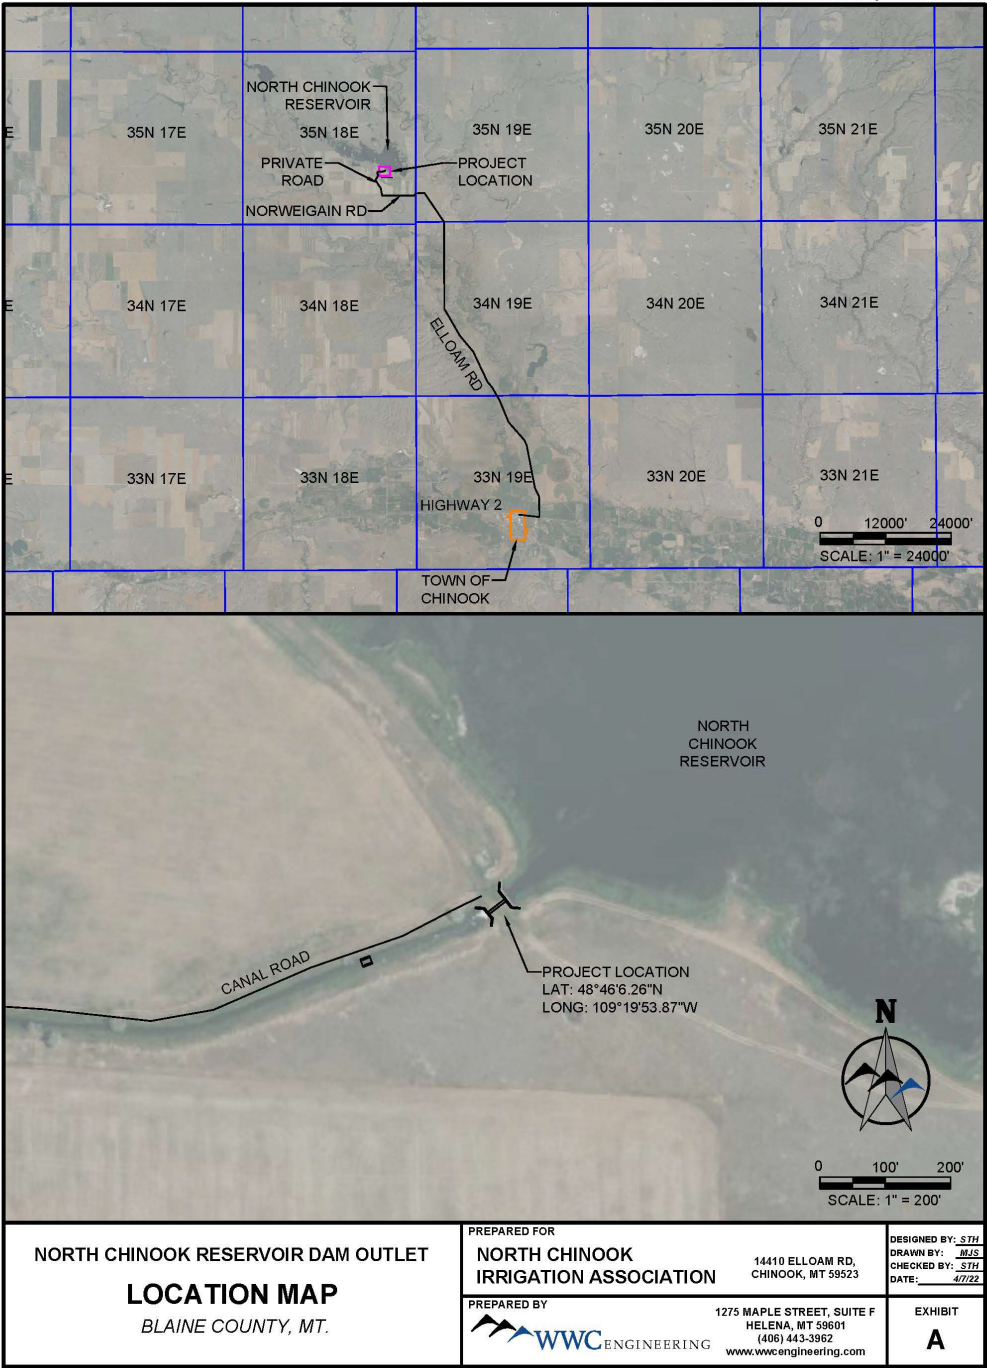 NORTH CHINOOK
RESERVOIR
E
35N 17E
35N 18E
35N 19E
35N 20E
35N 21E
PRIVATE
ROAD
PROJECT
LOCATION
NORWEIGAIN RD
E
34N 17E
34N 18E
34N 19E
34N 20E
34N 21E
ELLOAM RD
E
33N 17E
33N 18E
33N 19E
33N 20E
33N 21E
HIGHWAY 2
0 12000' 24000'
SCALE: 1" = 24000'
TOWN OF
CHINOOK
NORTH
CHINOOK
RESERVOIR
CANAL ROAD
PROJECT LOCATION
LAT: 48°46'6.26"N
LONG: 109°19'53.87"W
N
0 100' 200'
SCALE: 1" = 200'
NORTH CHINOOK RESERVOIR DAM OUTLET
LOCATION MAP
BLAINE COUNTY, MT.
PREPARED FOR
NORTH CHINOOK
IRRIGATION ASSOCIATION
14410 ELLOAM RD,
CHINOOK, MT 59523
PREPARED BY
WWC ENGINEERING
1275 MAPLE STREET, SUITE F
HELENA, MT 59601
(406) 443-3962
www.wwcengineering.com
DESIGNED BY: STH
DRAWN BY: MJS
CHECKED BY: STH
DATE: 4/7/22
EXHIBIT
A